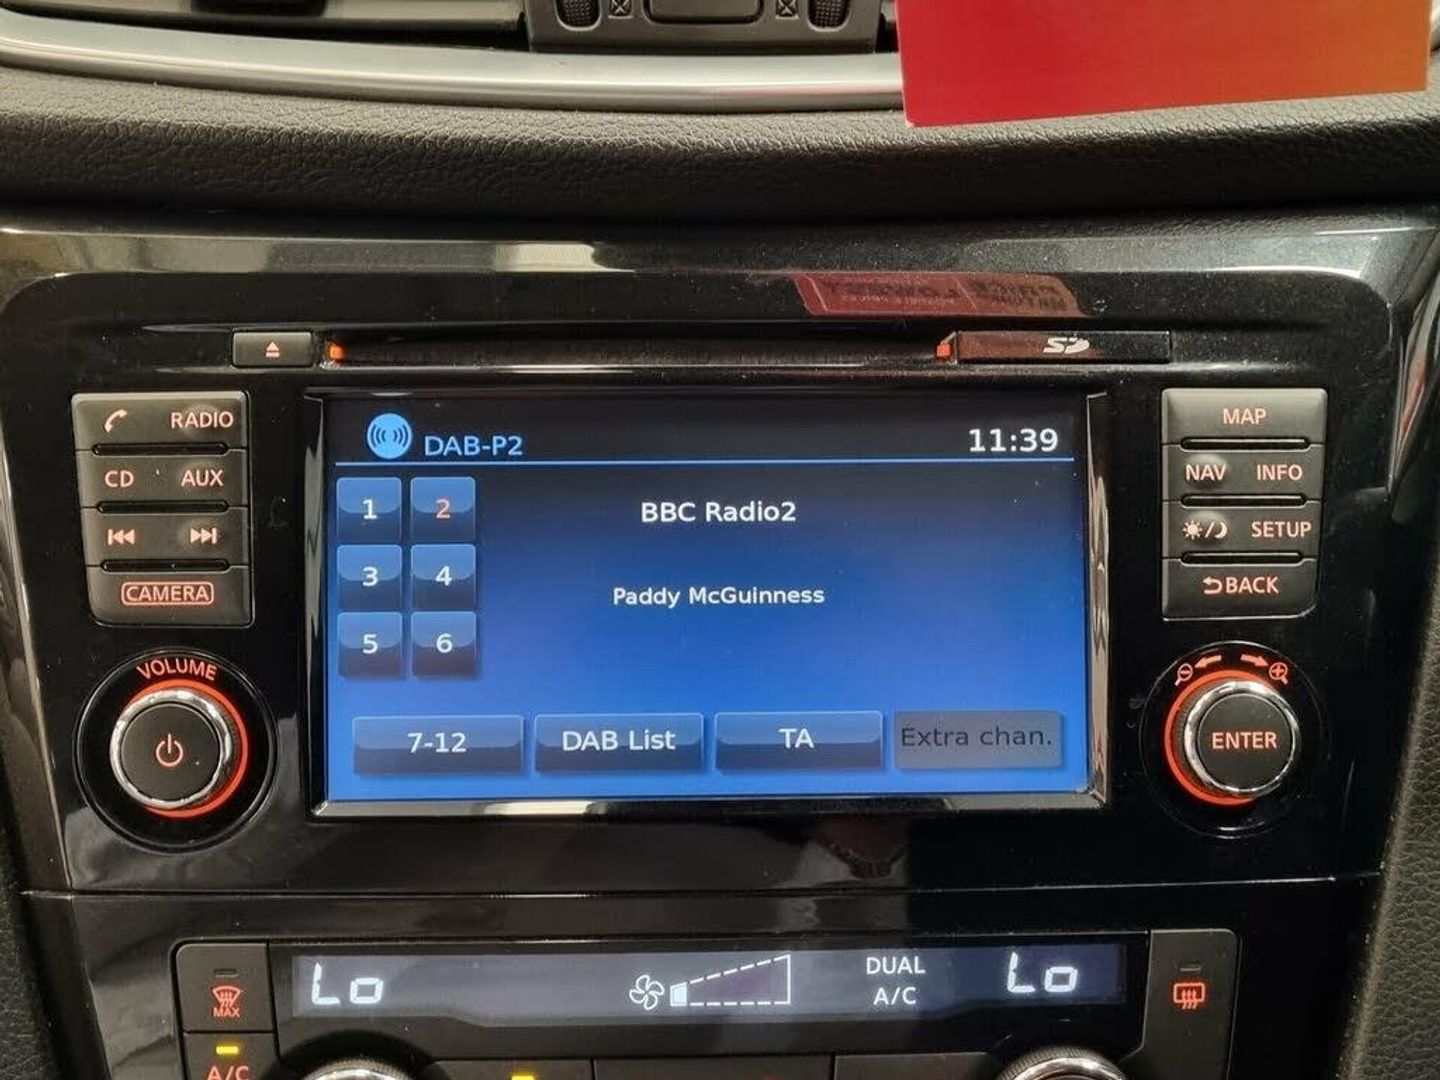 SD
RADIO
CD AUX
CAMERA
VOLUME
DAB-P2
11:39
1 2
3 4
5 6
BBC Radio2
Paddy McGuinness
7-12
DAB List
TA
Extra chan.
MAP
NAV INFO
SETUP
BACK
ENTER
MAX
A/C
Lo
DUAL
A/C
Lo